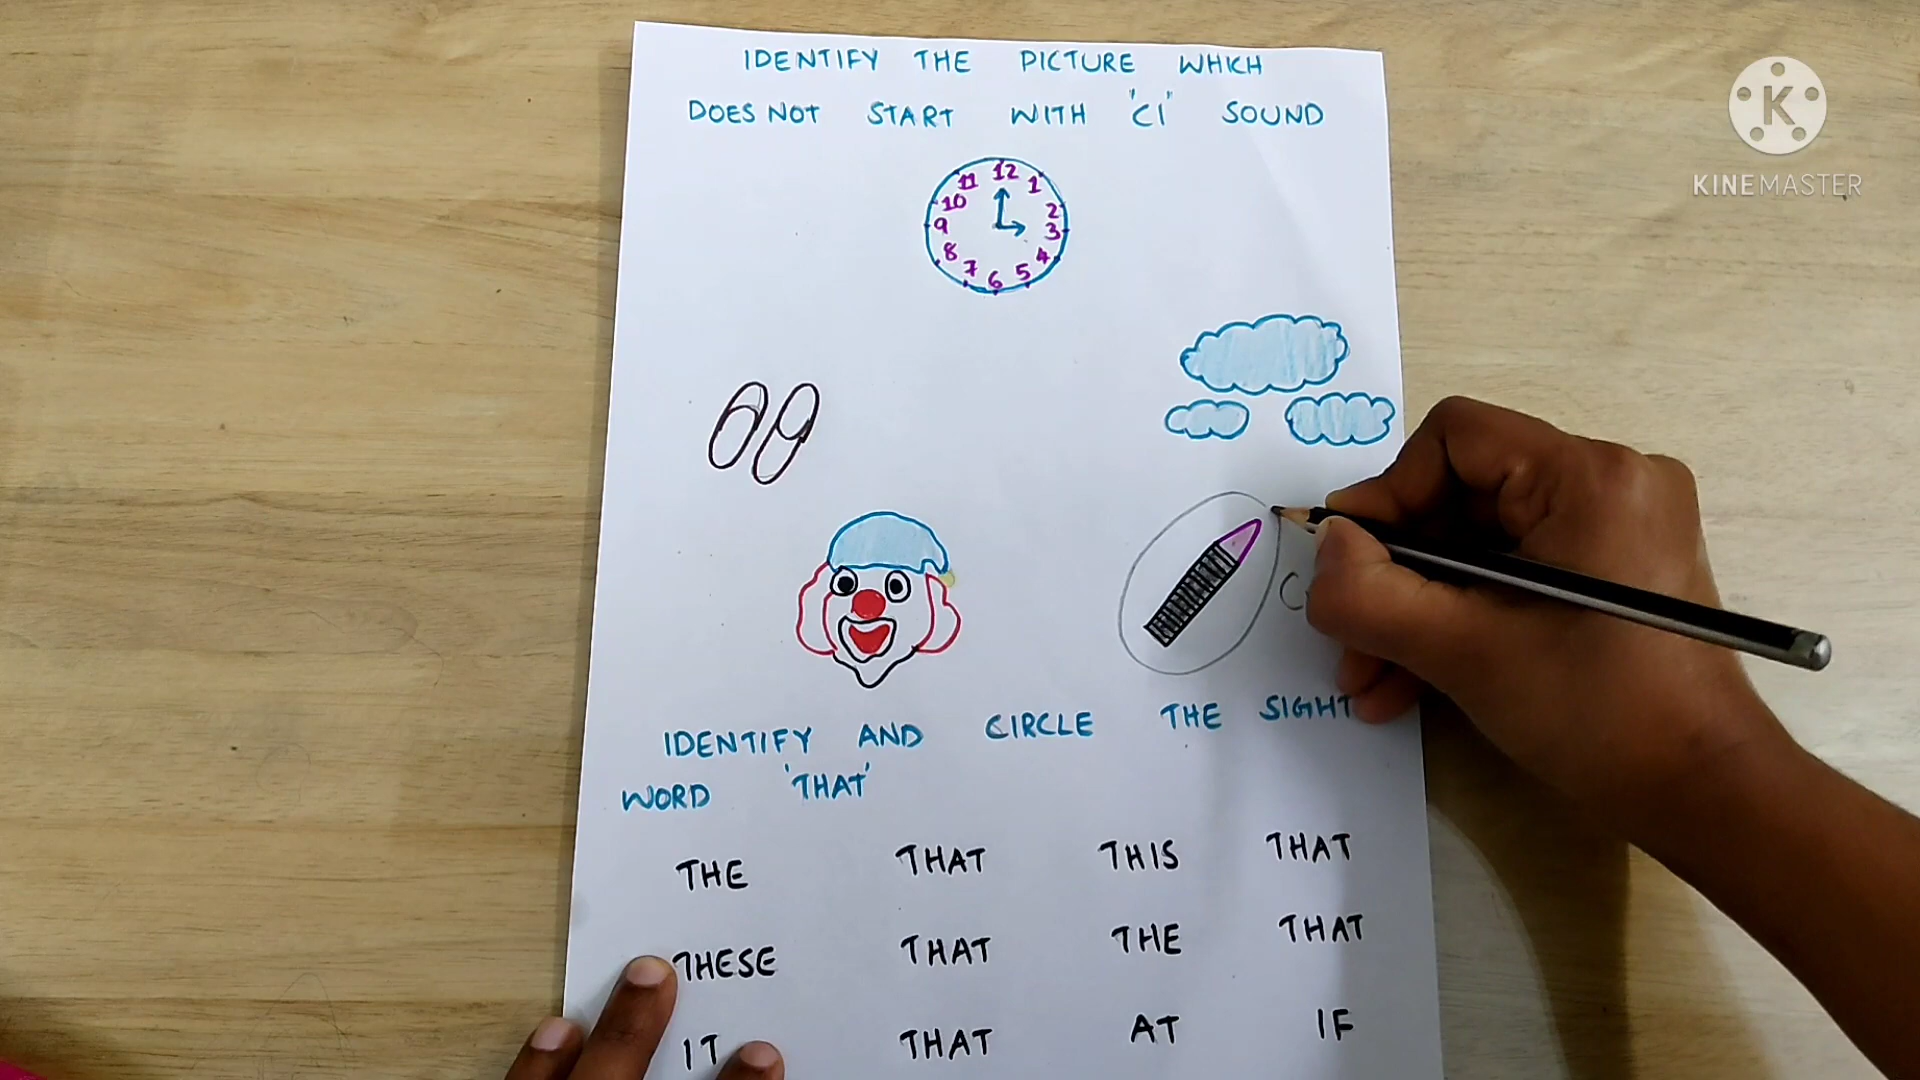 IDENTIFY THE PICTURE WHICH
DOES NOT START WITH "Cl" SOUND
12
11 1
10 2
9 3
8 4
7 5
6
IDENTIFY AND CIRCLE THE SIGHT
WORD 'THAT'
THE THAT THIS THAT
THESE THAT THE THAT
IT THAT AT IF
KINEMASTER